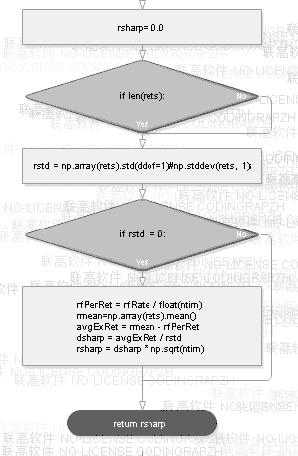 rsharp= 0.0
if len(rets):
No
Yes
rstd = np.array(rets).std(ddof=1)#np.stddev(rets, 1)
if rstd = 0:
No
Yes
rfPerRet = rfRate / float(ntim)
rmean=np.array(rets).mean()
avgExRet = rmean - rfPerRet
dsharp = avgExRet / rstd
rsharp = dsharp * np.sqrt(ntim)
return rsharp
联高软件 NO-LICENSE CODINGRAPZH